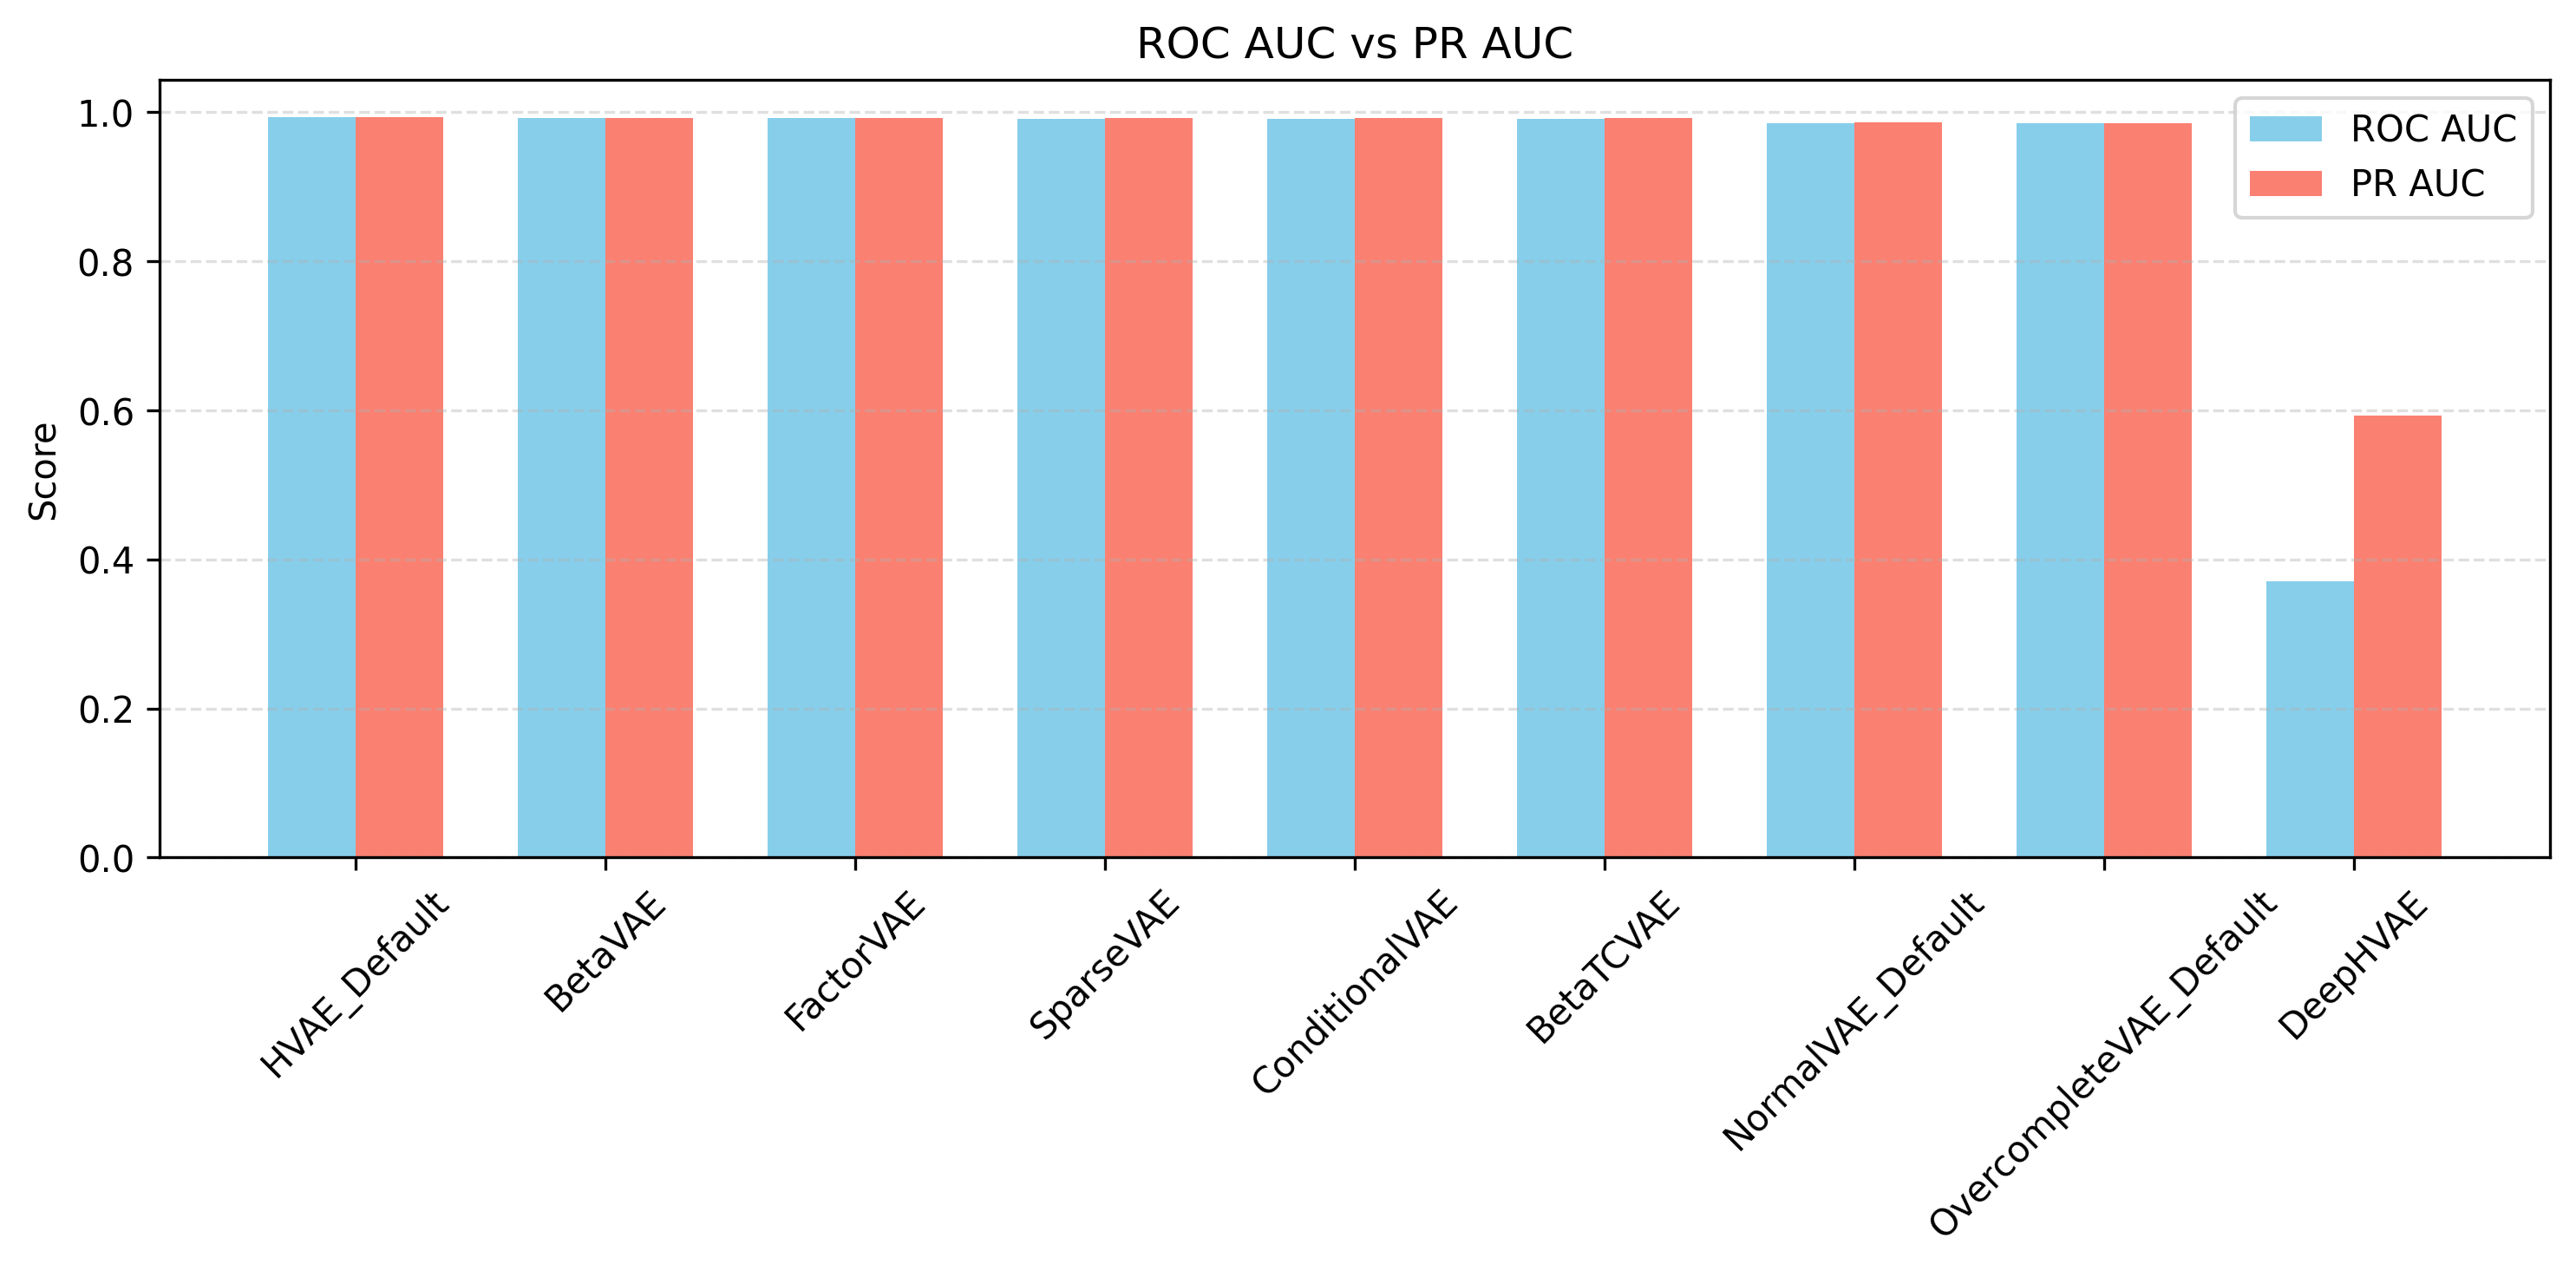 ROC AUC vs PR AUC
ROC AUC
PR AUC
Score
1.0
0.8
0.6
0.4
0.2
0.0
HVAE_Default
BetaVAE
FactorVAE
SparseVAE
ConditionalVAE
BetaTCVAE
NormalVAE_Default
OvercompleteVAE_Default
DeepHVAE